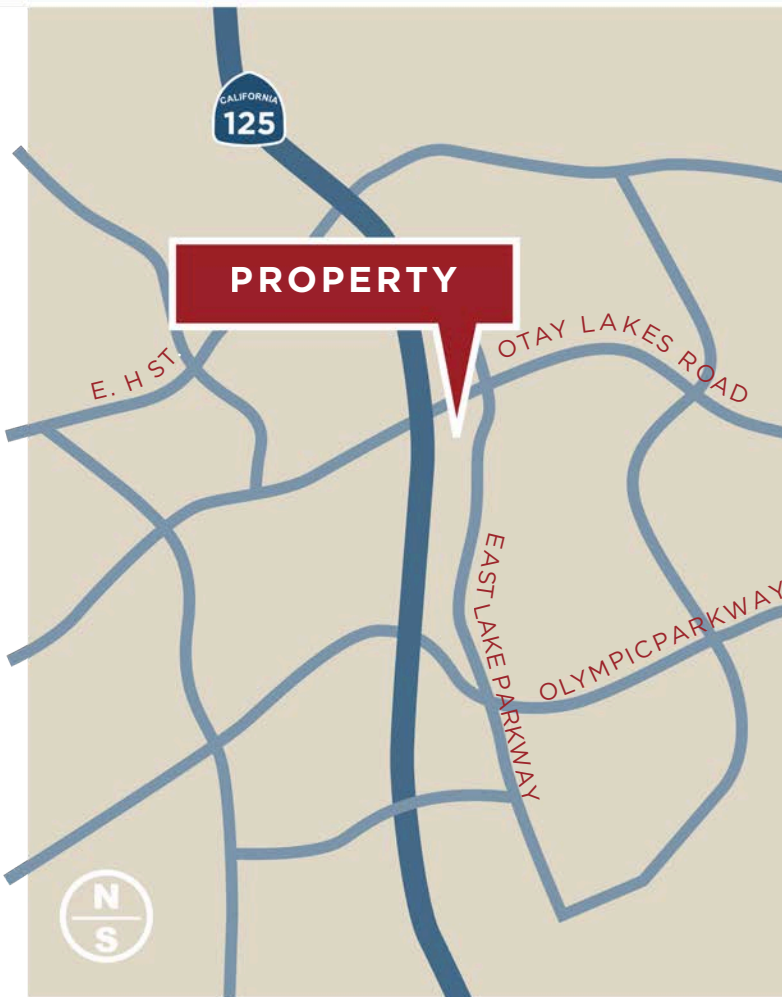 CALIFORNIA
125
PROPERTY
OTAY LAKES ROAD
E. H ST.
EAST LAKE PARKWAY
OLYMPICPARKWAY
N
S